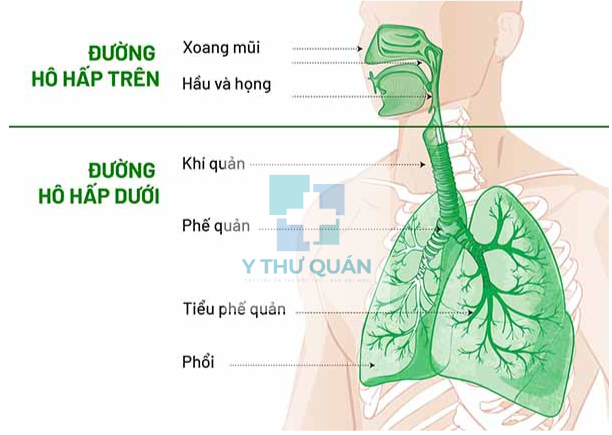 ĐƯỜNG
HÔ HẤP TRÊN
Xoang mũi
Hầu và họng
ĐƯỜNG
HÔ HẤP DƯỚI
Khí quản
Phế quản
Y THƯ QUÁN
Tiểu phế quản
Phổi